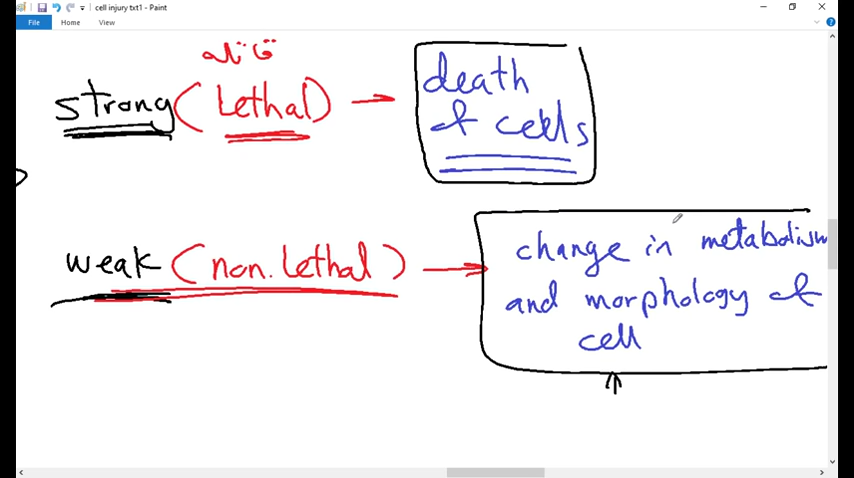 cell injury txt1 - Paint
File Home View
قاتله
strong (Lethal) → death
of cells
weak (non.Lethal) → change in metabolism
and morphology of
cell